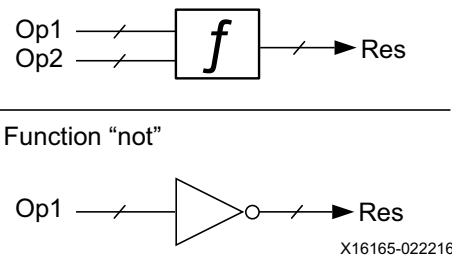 Op1
Op2
f
Res
Function “not”
Op1
Res
X16165-022216